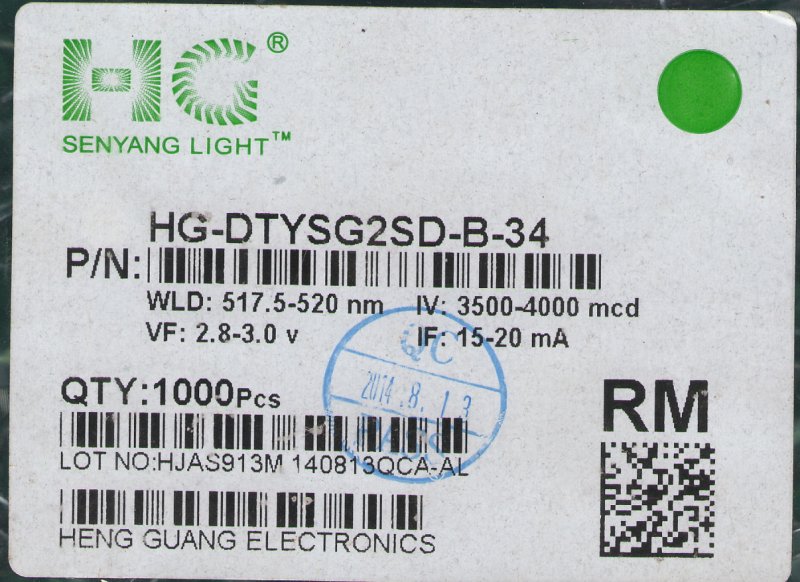 HG®
SENYANG LIGHT™
HG-DTYSG2SD-B-34
P/N:
WLD: 517.5-520 nm IV: 3500-4000 mcd
VF: 2.8-3.0 v IF: 15-20 mA
QC
2014.8.13
QTY:1000Pcs
RM
LOT NO:HJAS913M 140813QCA-AL
HENG GUANG ELECTRONICS